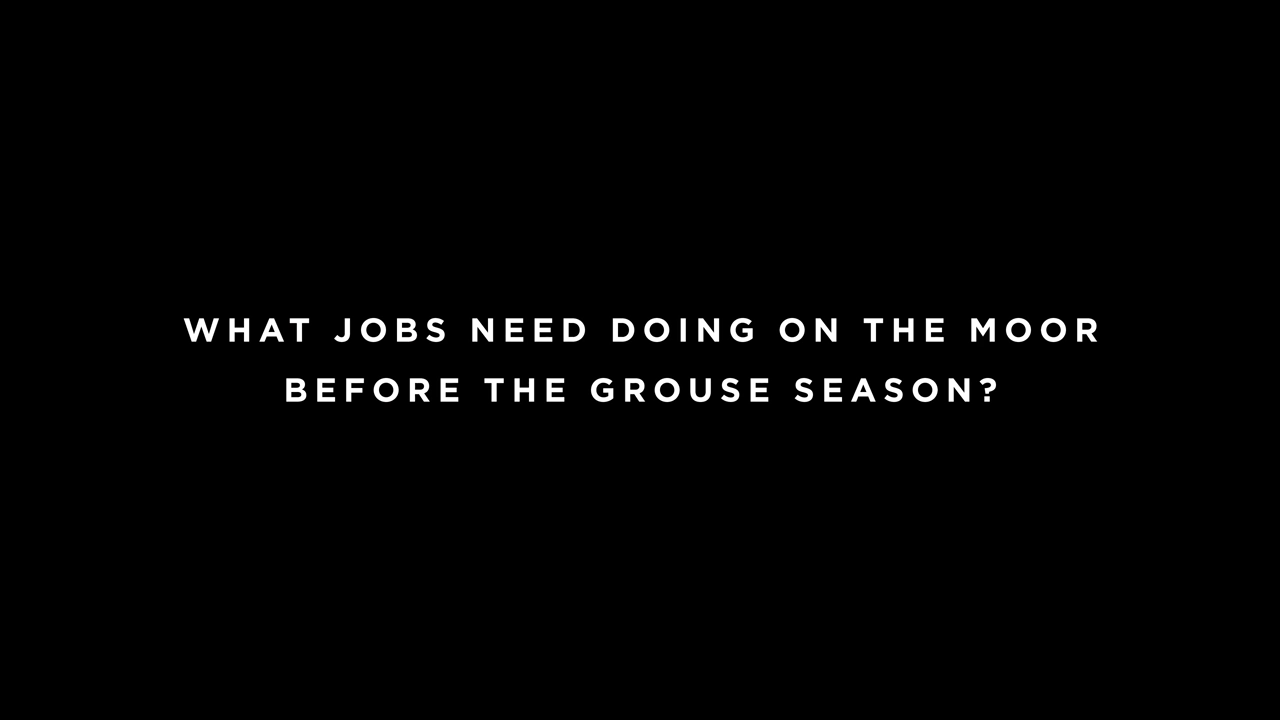 WHAT JOBS NEED DOING ON THE MOOR
BEFORE THE GROUSE SEASON?